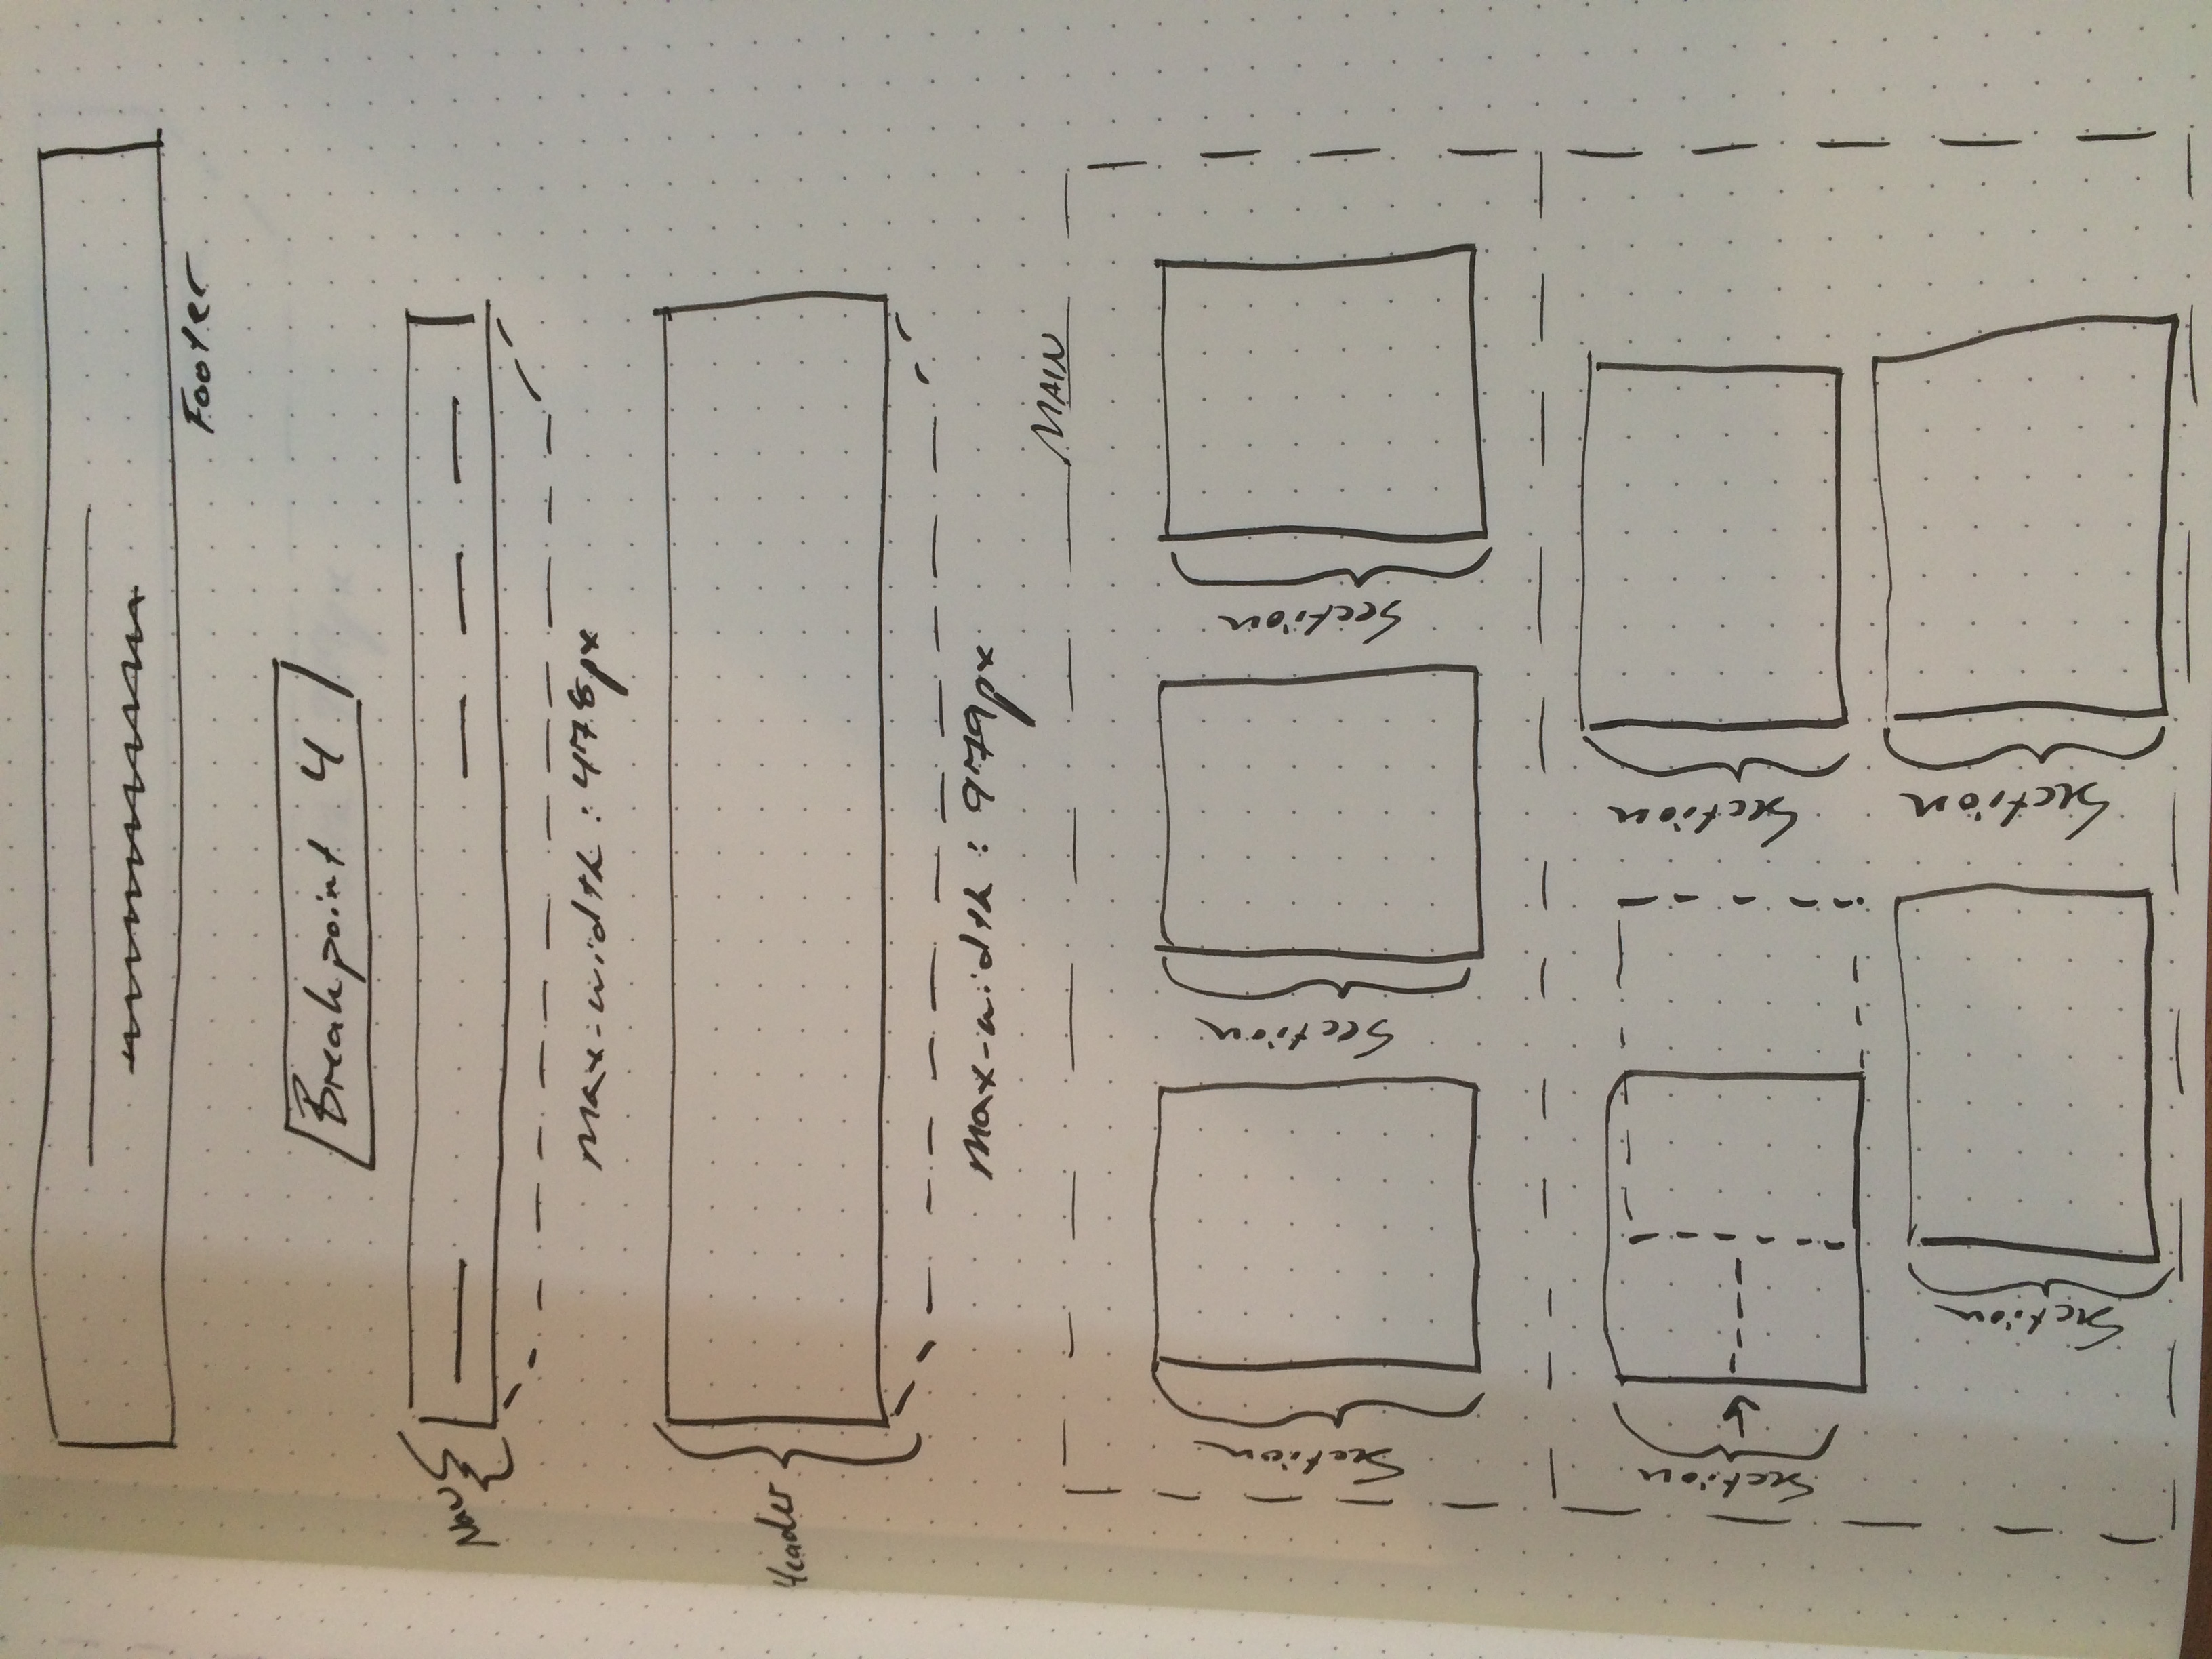 Footer
Breakpoint 4
Nav
max-width: 478px
Header
max-width: 979px
MAIN
Section
Section
Section
Section
Section
Section
Section